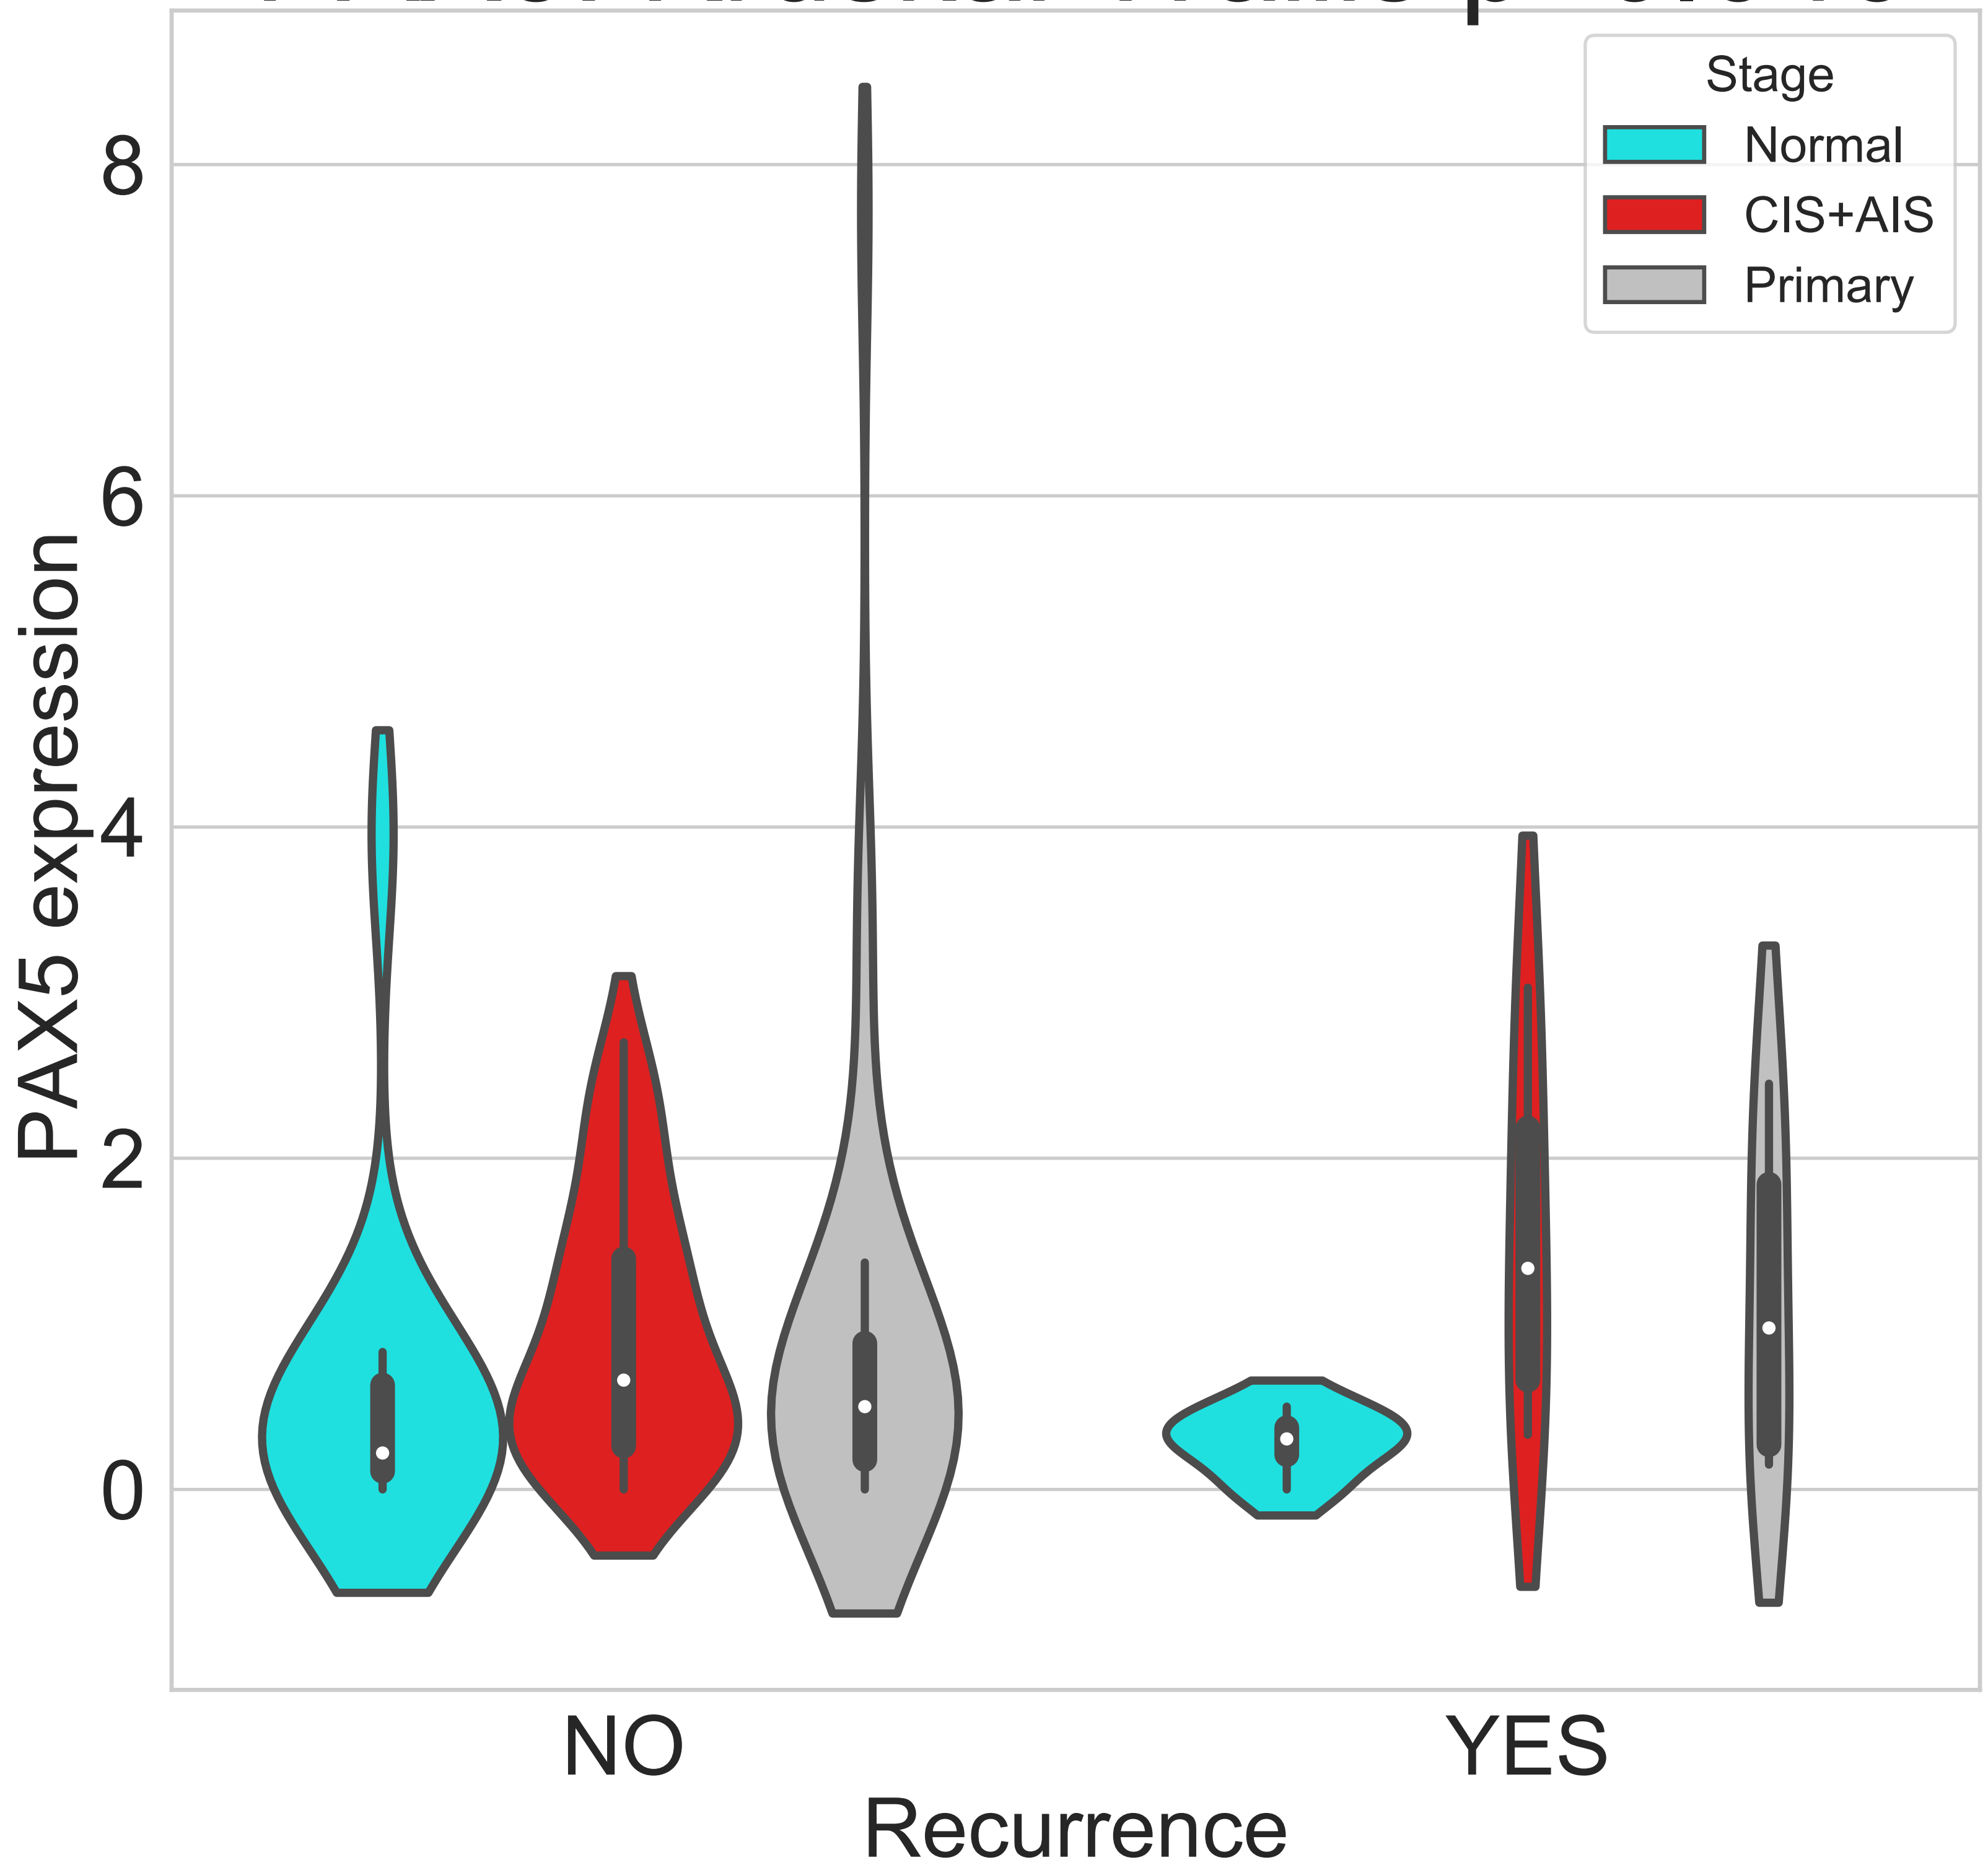 Stage
Normal
CIS+AIS
Primary
8
6
4
2
0
PAX5 expression
NO
YES
Recurrence